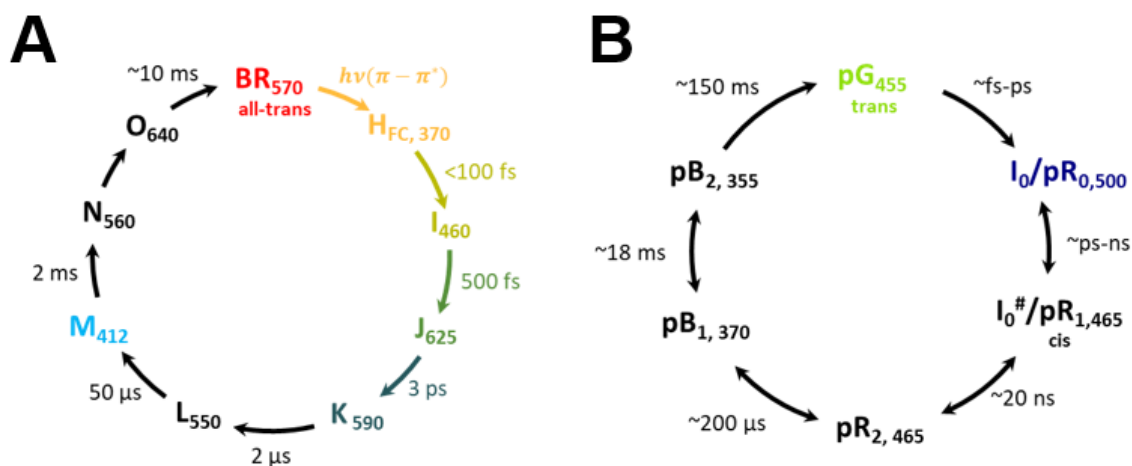 A
BR570
all-trans
hν(π − π*)
HFC, 370
<100 fs
I460
500 fs
J625
3 ps
K590
2 μs
L550
50 μs
M412
2 ms
N560
O640
~10 ms
B
pG455
trans
~fs-ps
I0/pR0,500
~ps-ns
I0#/pR1,465
cis
~20 ns
pR2, 465
~200 μs
pB1, 370
~18 ms
pB2, 355
~150 ms